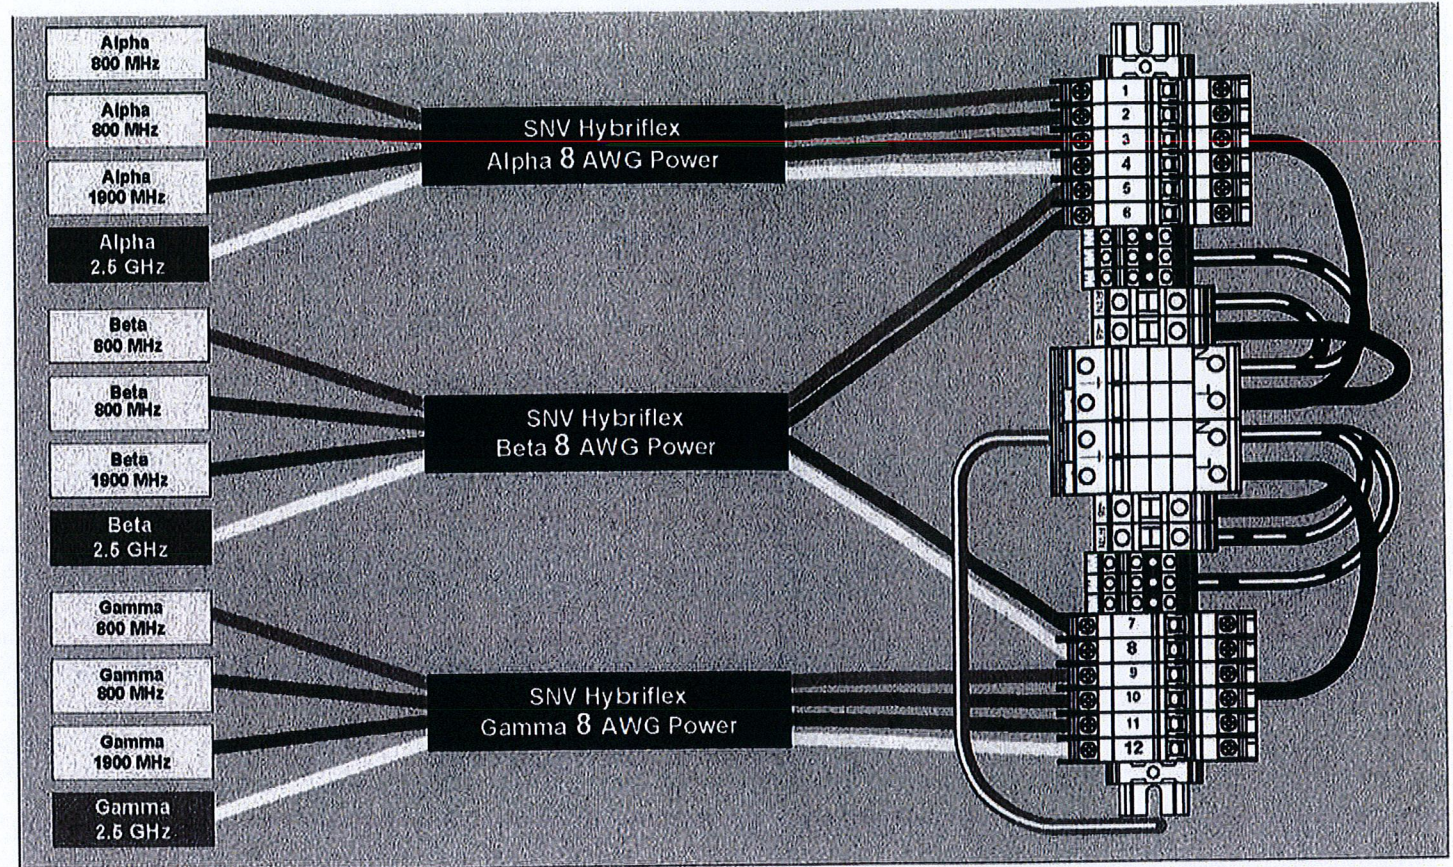 Alpha
800 MHz
Alpha
800 MHz
Alpha
1900 MHz
Alpha
2.5 GHz
SNV Hybriflex
Alpha 8 AWG Power
Beta
800 MHz
Beta
800 MHz
Beta
1900 MHz
Beta
2.5 GHz
SNV Hybriflex
Beta 8 AWG Power
Gamma
800 MHz
Gamma
800 MHz
Gamma
1900 MHz
Gamma
2.5 GHz
SNV Hybriflex
Gamma 8 AWG Power
1
2
3
4
5
6
N
L
N
L
7
8
9
10
11
12